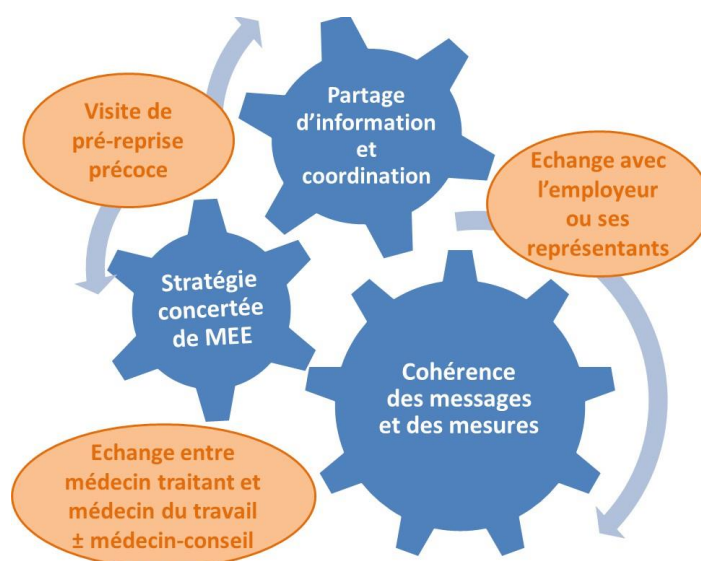 Partage
d’information
et
coordination
Visite de
pré-reprise
précoce
Echange avec
l’employeur
ou ses
représentants
Stratégie
concertée
de MEE
Cohérence
des messages
et des mesures
Echange entre
médecin traitant et
médecin du travail
± médecin-conseil